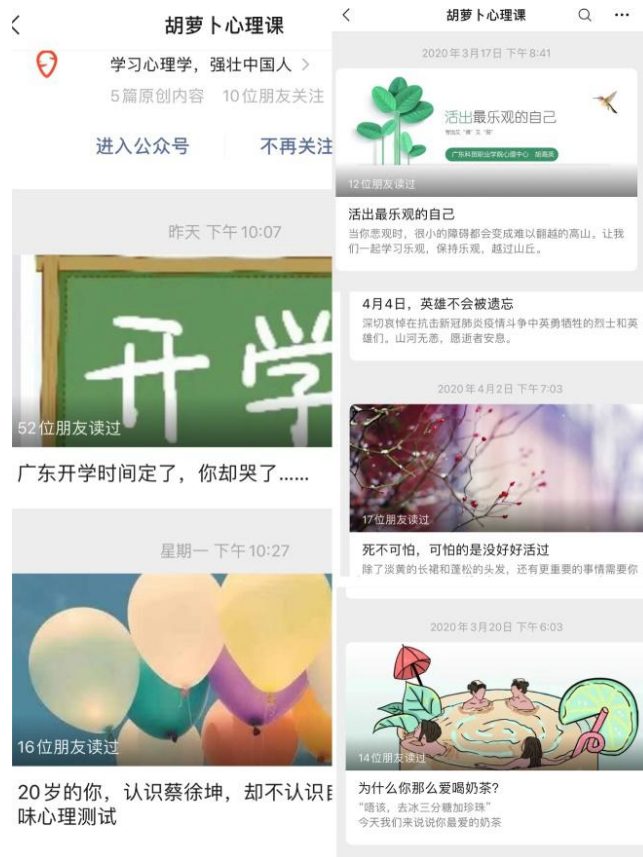 胡萝卜心理课
学习心理学，强壮中国人 >
5篇原创内容 10位朋友关注
进入公众号 不再关注
昨天 下午 10:07
开学
52位朋友读过
广东开学时间定了，你却哭了……
星期一 下午 10:27
16位朋友读过
20岁的你，认识蔡徐坤，却不认识自
味心理测试
胡萝卜心理课
2020年3月17日 下午8:41
活出最乐观的自己
广东科贸职业学院心理中心
12位朋友读过
活出最乐观的自己
当你悲观时，很小的障碍都会变成难以翻越的高山。让我
们一起学习乐观，保持乐观，越过山丘。
4月4日，英雄不会被遗忘
深切哀悼在抗击新冠肺炎疫情斗争中英勇牺牲的烈士和英
雄们。山河无恙，愿逝者安息。
2020年4月2日 下午7:03
17位朋友读过
死不可怕，可怕的是没好好活过
除了淡黄的长裙和蓬松的头发，还有更重要的事情需要你
2020年3月20日 下午6:03
14位朋友读过
为什么你那么爱喝奶茶?
“唔该，去冰三分糖加珍珠”
今天我们来说说你最爱的奶茶